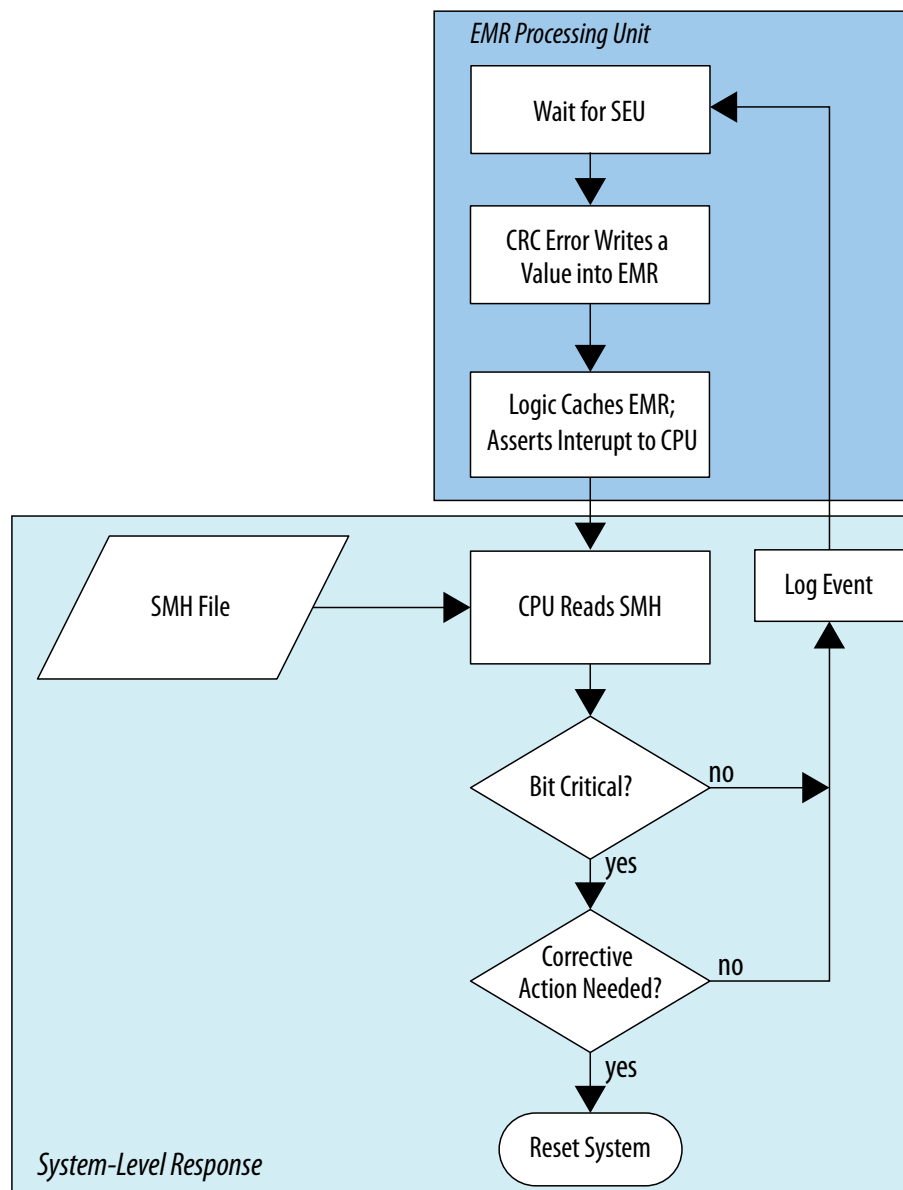 EMR Processing Unit
Wait for SEU
CRC Error Writes a
Value into EMR
Logic Caches EMR;
Asserts Interupt to CPU
SMH File
CPU Reads SMH
Log Event
Bit Critical?
no
yes
Corrective
Action Needed?
no
yes
Reset System
System-Level Response